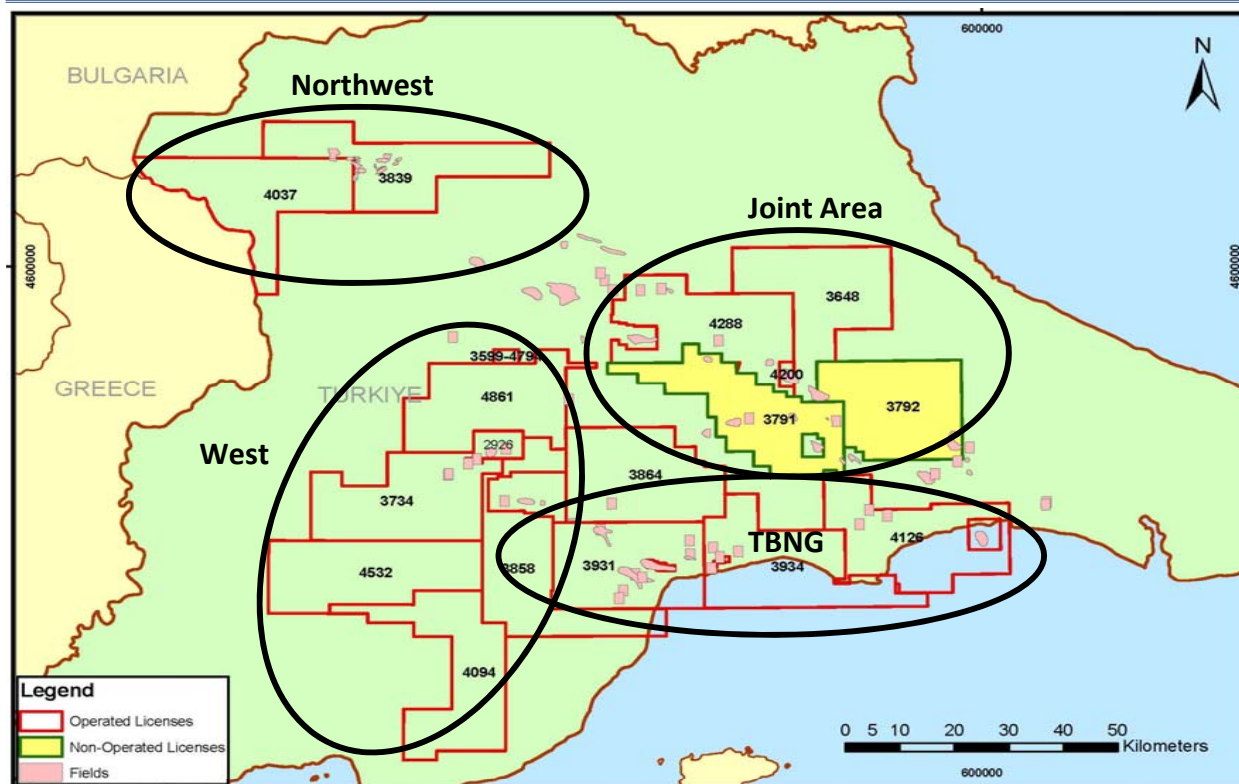 600000
BULGARIA
N
Northwest
3839
4037
Joint Area
4600000
4600000
3648
4288
3599-4794
4200
GREECE
TURKIYE
4861
3791
3792
2926
West
3864
3734
TBNG
4126
3931
3934
4532
3858
4094
Legend
Operated Licenses
Non-Operated Licenses
Fields
0 5 10 20 30 40 50
Kilometers
600000